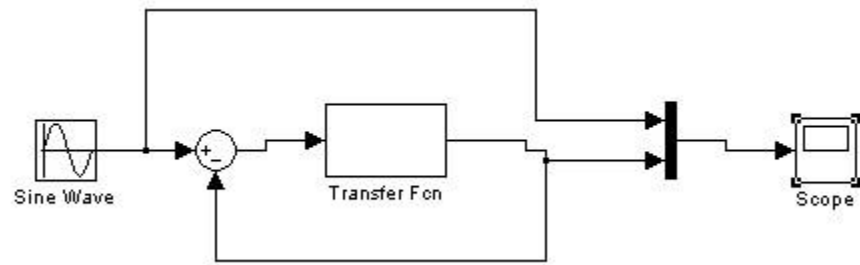 Sine Wave
+
−
Transfer Fcn
Scope